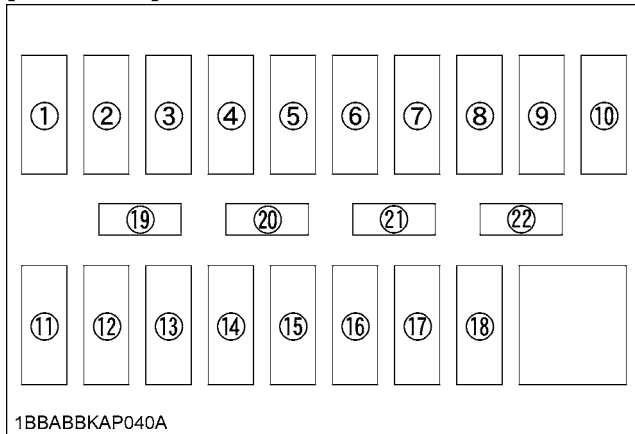 ① ② ③ ④ ⑤ ⑥ ⑦ ⑧ ⑨ ⑩
⑲ ⑳ ㉑ ㉒
⑪ ⑫ ⑬ ⑭ ⑮ ⑯ ⑰ ⑱
1BBABBKAP040A